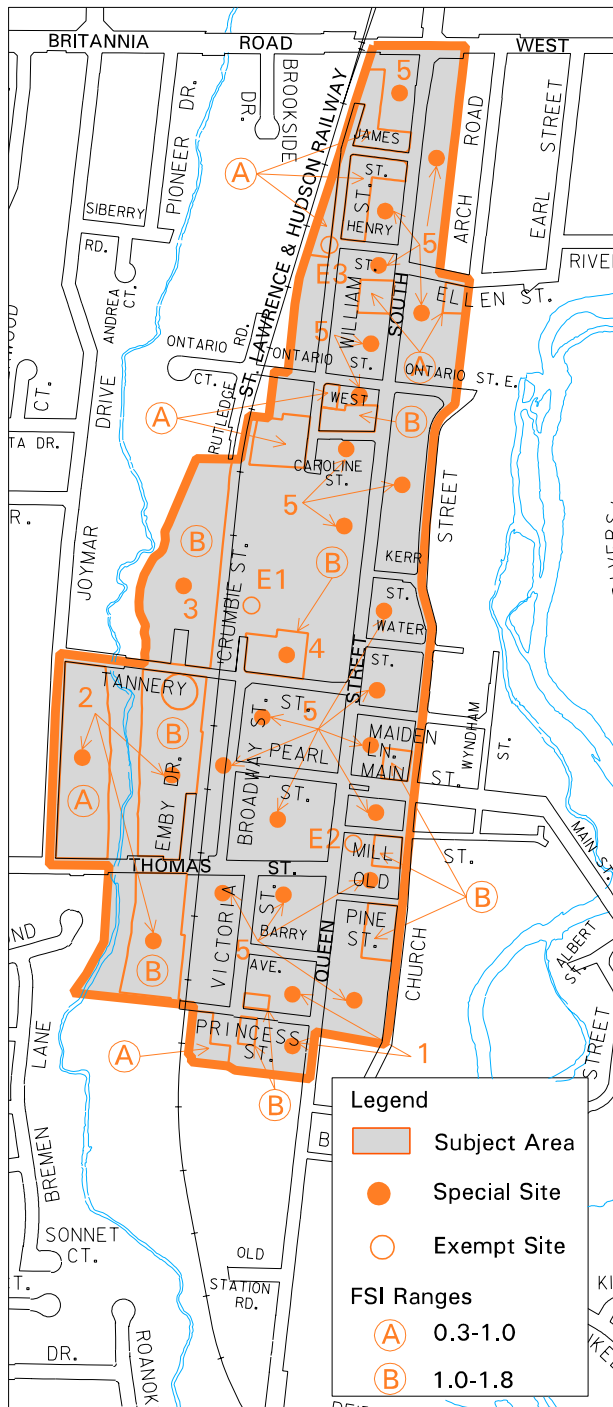 BRITANNIA ROAD WEST
PIONEER DR.
BROOKSIDE
DR.
ST. LAWRENCE & HUDSON RAILWAY
5
ROAD
ARCH
EARL STREET
JAMES
ST.
A
SIBERRY
RD.
ST.
HENRY
5
E3
ST.
RIVER
ANDREA
CT.
WILLIAM
SOUTH
ELLEN ST.
ONTARIO
CT.
RD.
ONTARIO
ST.
5
A
ONTARIO ST. E.
CT.
DRIVE
RUTLEDGE
A
WEST
B
TA DR.
CAROLINE
ST.
STREET
R.
JOYMAR
B
5
KERR
ST.
CRUMBIE ST.
E1
B
3
WATER
4
ST.
STREET
TANNERY
2
B
ST.
5
MAIDEN
LN.
WYNDHAM
ST.
BROADWAY ST.
PEARL
MAIN
ST.
A
EMBY DR.
ST.
E2
MILL
ST.
MAIN ST.
THOMAS ST.
OLD
B
VICTORIA
ST.
BARRY
PINE
ST.
B
5
AVE.
QUEEN
CHURCH
ALBERT
ST.
STREET
LANE
BREMEN
PRINCESS
ST.
A
B
1
SONNET
CT.
OLD
STATION
RD.
DR.
ROANOK
Legend
Subject Area
Special Site
Exempt Site
FSI Ranges
A 0.3-1.0
B 1.0-1.8